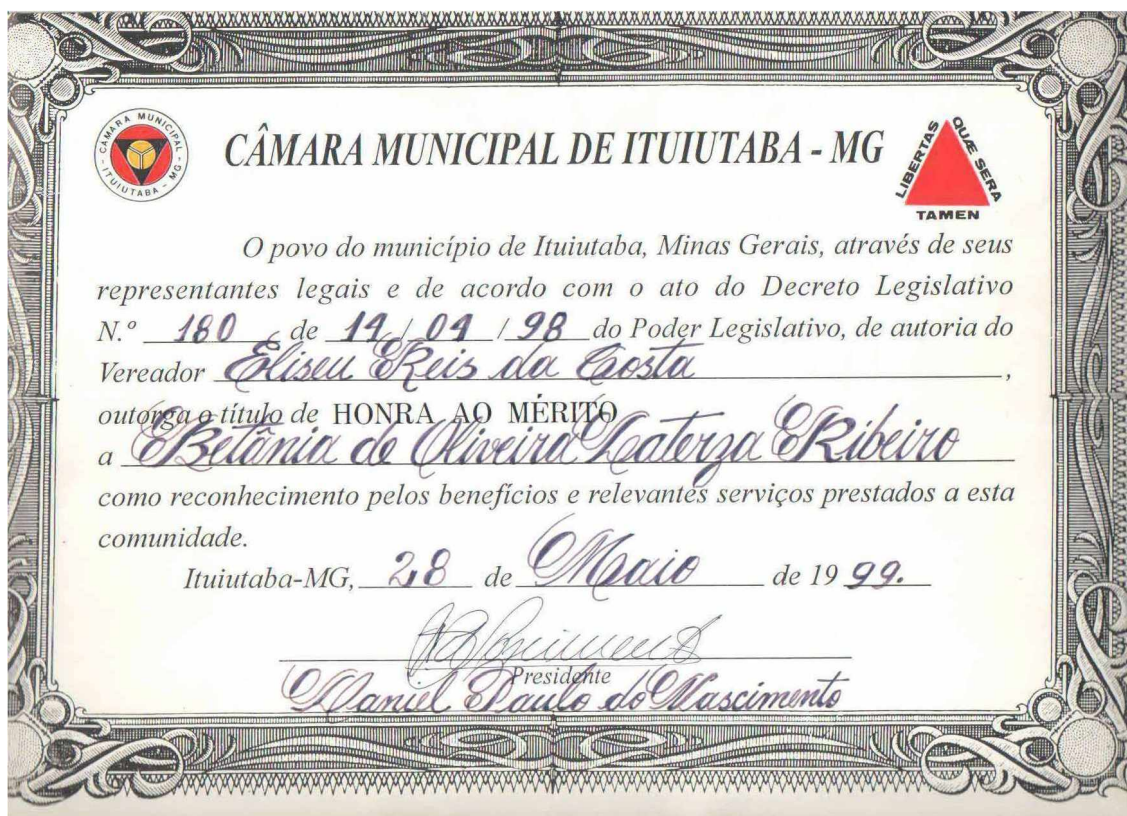 CÂMARA MUNICIPAL - ITUIUTABA - MG
CÂMARA MUNICIPAL DE ITUIUTABA - MG
LIBERTAS QUÆ SERA TAMEN
O povo do município de Ituiutaba, Minas Gerais, através de seus
representantes legais e de acordo com o ato do Decreto Legislativo
N.º 180 de 14/04/98 do Poder Legislativo, de autoria do
Vereador Eliseu Reis da Costa,
outorga o título de HONRA AO MÉRITO
a Betânia de Oliveira Laterza Ribeiro
como reconhecimento pelos benefícios e relevantes serviços prestados a esta
comunidade.
Ituiutaba-MG, 28 de Maio de 1999.
Presidente
Daniel Paulo do Nascimento